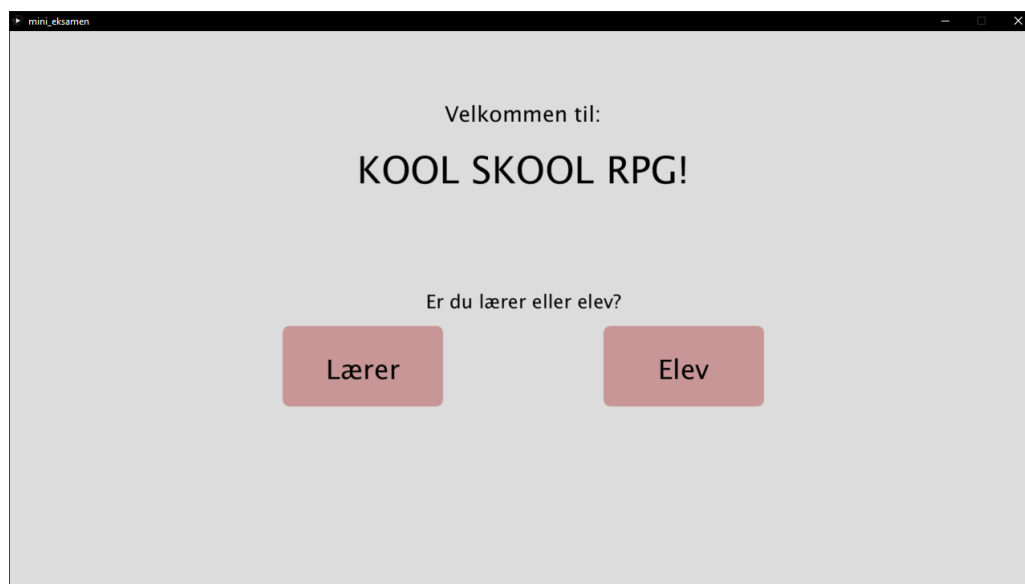 mini_eksamen
Velkommen til:
KOOL SKOOL RPG!
Er du lærer eller elev?
Lærer
Elev